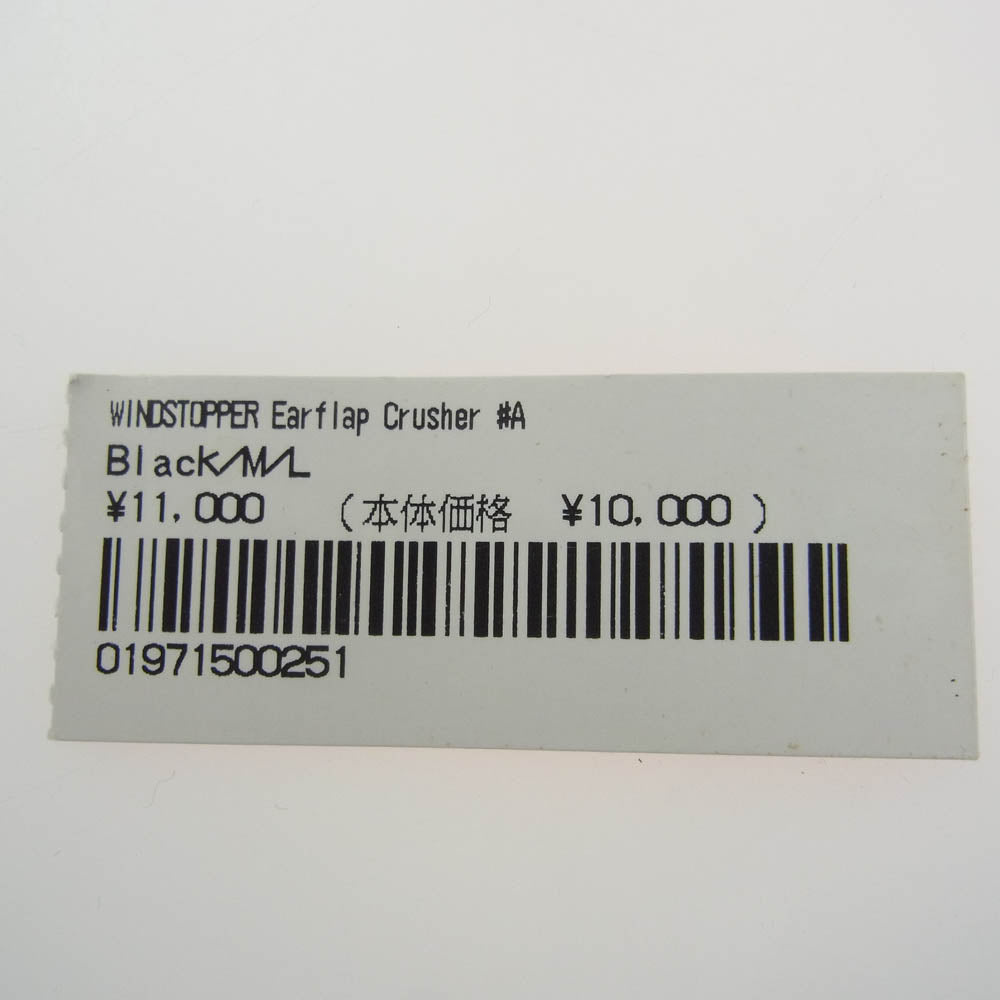 WINDSTOPPER Earflap Crusher #A
Black/M/L
¥11,000 (本体価格 ¥10,000)
01971500251